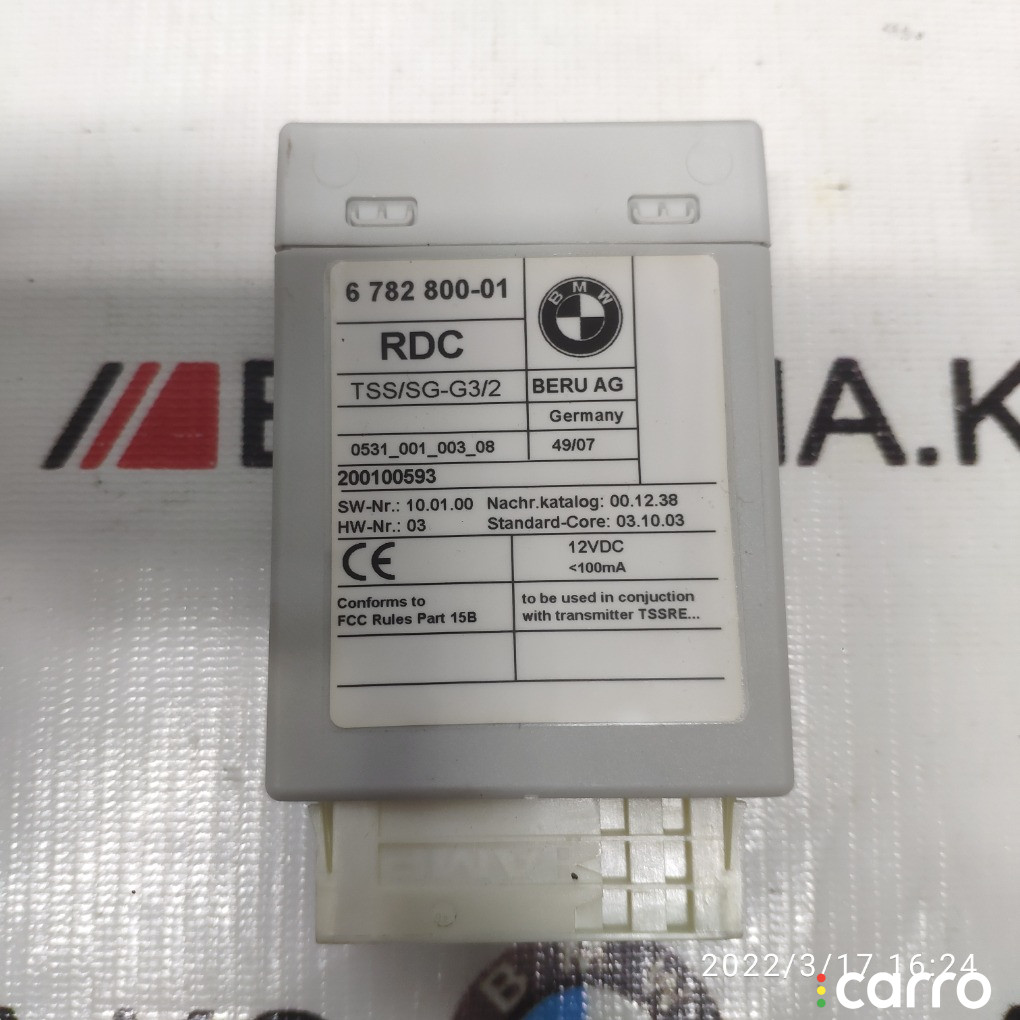 6 782 800-01
BMW
RDC
TSS/SG-G3/2
BERU AG
Germany
0531_001_003_08
49/07
200100593
SW-Nr.: 10.01.00 Nachr.katalog: 00.12.38
HW-Nr.: 03 Standard-Core: 03.10.03
CE
12VDC
<100mA
Conforms to
FCC Rules Part 15B
to be used in conjuction
with transmitter TSSRE...
AMP
BMW
2022/3/17 16:24
carro